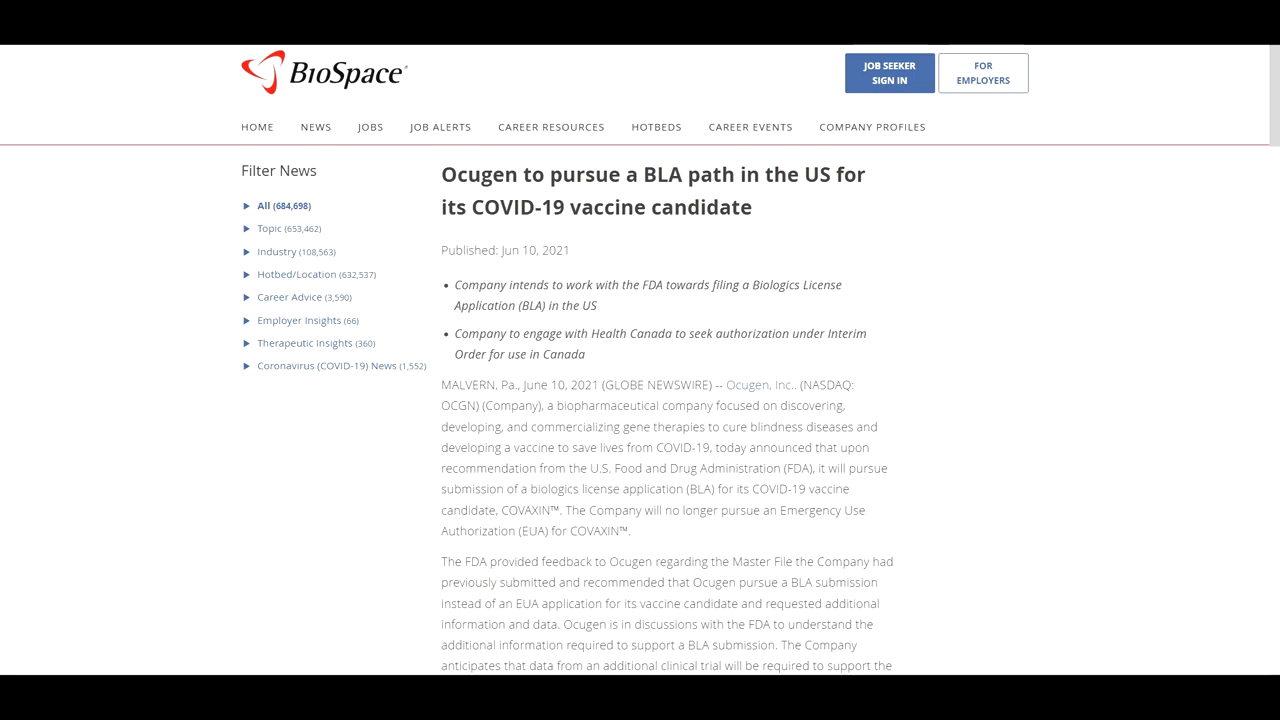 BioSpace
JOB SEEKER
SIGN IN
FOR
EMPLOYERS
HOME NEWS JOBS JOB ALERTS CAREER RESOURCES HOTBEDS CAREER EVENTS COMPANY PROFILES
Filter News
All (684,698)
Topic (653,462)
Industry (108,563)
Hotbed/Location (632,537)
Career Advice (3,590)
Employer Insights (66)
Therapeutic Insights (360)
Coronavirus (COVID-19) News (1,552)
Ocugen to pursue a BLA path in the US for
its COVID-19 vaccine candidate
Published: Jun 10, 2021
• Company intends to work with the FDA towards filing a Biologics License
Application (BLA) in the US
• Company to engage with Health Canada to seek authorization under Interim
Order for use in Canada
MALVERN, Pa., June 10, 2021 (GLOBE NEWSWIRE) -- Ocugen, Inc.. (NASDAQ:
OCGN) (Company), a biopharmaceutical company focused on discovering,
developing, and commercializing gene therapies to cure blindness diseases and
developing a vaccine to save lives from COVID-19, today announced that upon
recommendation from the U.S. Food and Drug Administration (FDA), it will pursue
submission of a biologics license application (BLA) for its COVID-19 vaccine
candidate, COVAXIN™. The Company will no longer pursue an Emergency Use
Authorization (EUA) for COVAXIN™.
The FDA provided feedback to Ocugen regarding the Master File the Company had
previously submitted and recommended that Ocugen pursue a BLA submission
instead of an EUA application for its vaccine candidate and requested additional
information and data. Ocugen is in discussions with the FDA to understand the
additional information required to support a BLA submission. The Company
anticipates that data from an additional clinical trial will be required to support the